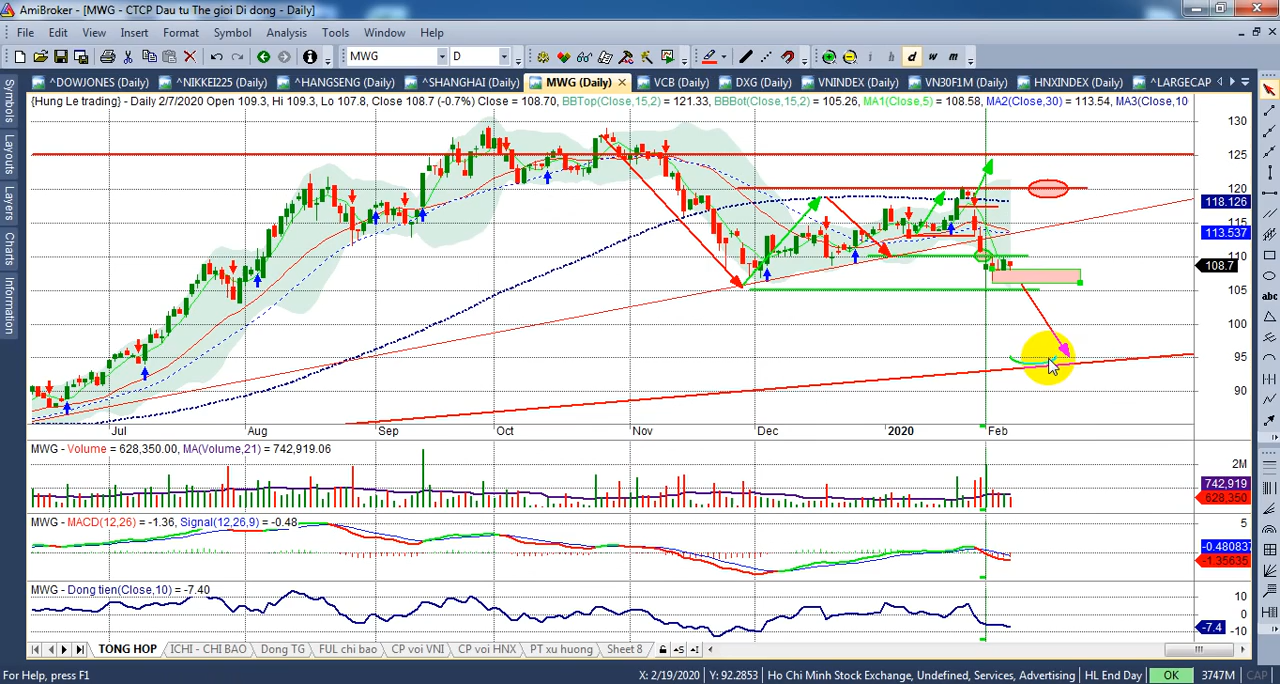 AmiBroker - [MWG - CTCP Dau tu The gioi Di dong - Daily]
File Edit View Insert Format Symbol Analysis Tools Window Help
MWG D i h d w m
^DOWJONES (Daily) ^NIKKEI225 (Daily) ^HANGSENG (Daily) ^SHANGHAI (Daily) MWG (Daily) VCB (Daily) DXG (Daily) VNINDEX (Daily) VN30F1M (Daily) HNXINDEX (Daily) ^LARGECAP
{Hung Le trading} - Daily 2/7/2020 Open 109.3, Hi 109.3, Lo 107.8, Close 108.7 (-0.7%) Close = 108.70, BBTop(Close,15,2) = 121.33, BBBot(Close,15,2) = 105.26, MA1(Close,5) = 108.58, MA2(Close,30) = 113.54, MA3(Close,10
Symbols
Layouts
Layers
Charts
Information
abc
130
125
120
118.126
115
113.537
110
108.7
105
100
95
90
Jul Aug Sep Oct Nov Dec 2020 Feb
MWG - Volume = 628,350.00, MA(Volume,21) = 742,919.06
2M
742,919
628,350
MWG - MACD(12,26) = -1.36, Signal(12,26,9) = -0.48
5
-0.480837
-1.35635
MWG - Dong tien(Close,10) = -7.40
10
0
-7.4
-10
TONG HOP ICHI - CHI BAO Dong TG FUL chi bao CP voi VNI CP voi HNX PT xu huong Sheet 8
For Help, press F1 X: 2/19/2020 Y: 92.2853 Ho Chi Minh Stock Exchange, Undefined, Services, Advertising HL End Day OK 3747M CAP